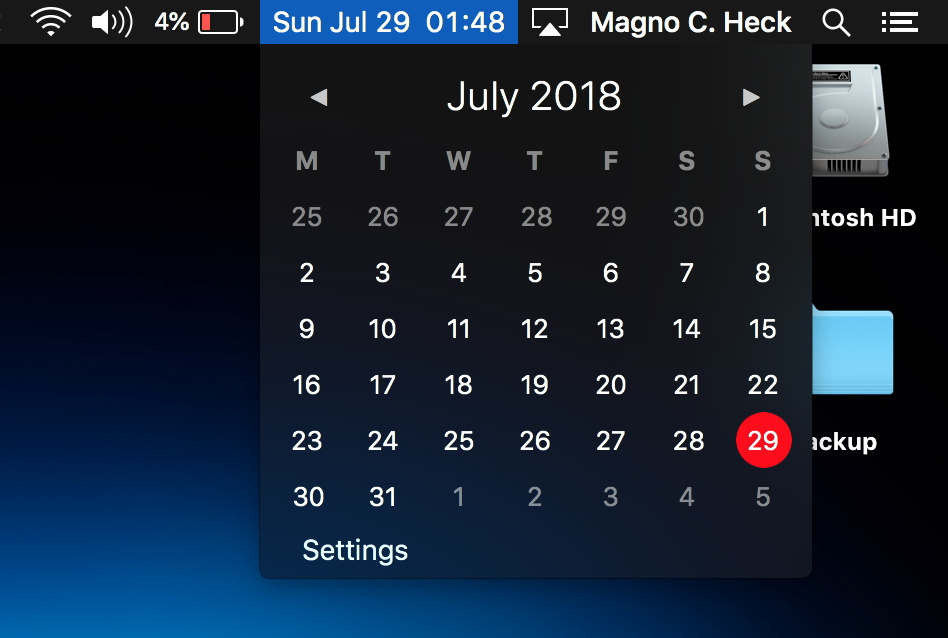 4% Sun Jul 29 01:48 Magno C. Heck
July 2018
M T W T F S S
25 26 27 28 29 30 1
2 3 4 5 6 7 8
9 10 11 12 13 14 15
16 17 18 19 20 21 22
23 24 25 26 27 28 29
30 31 1 2 3 4 5
Settings
ntosh HD
ackup